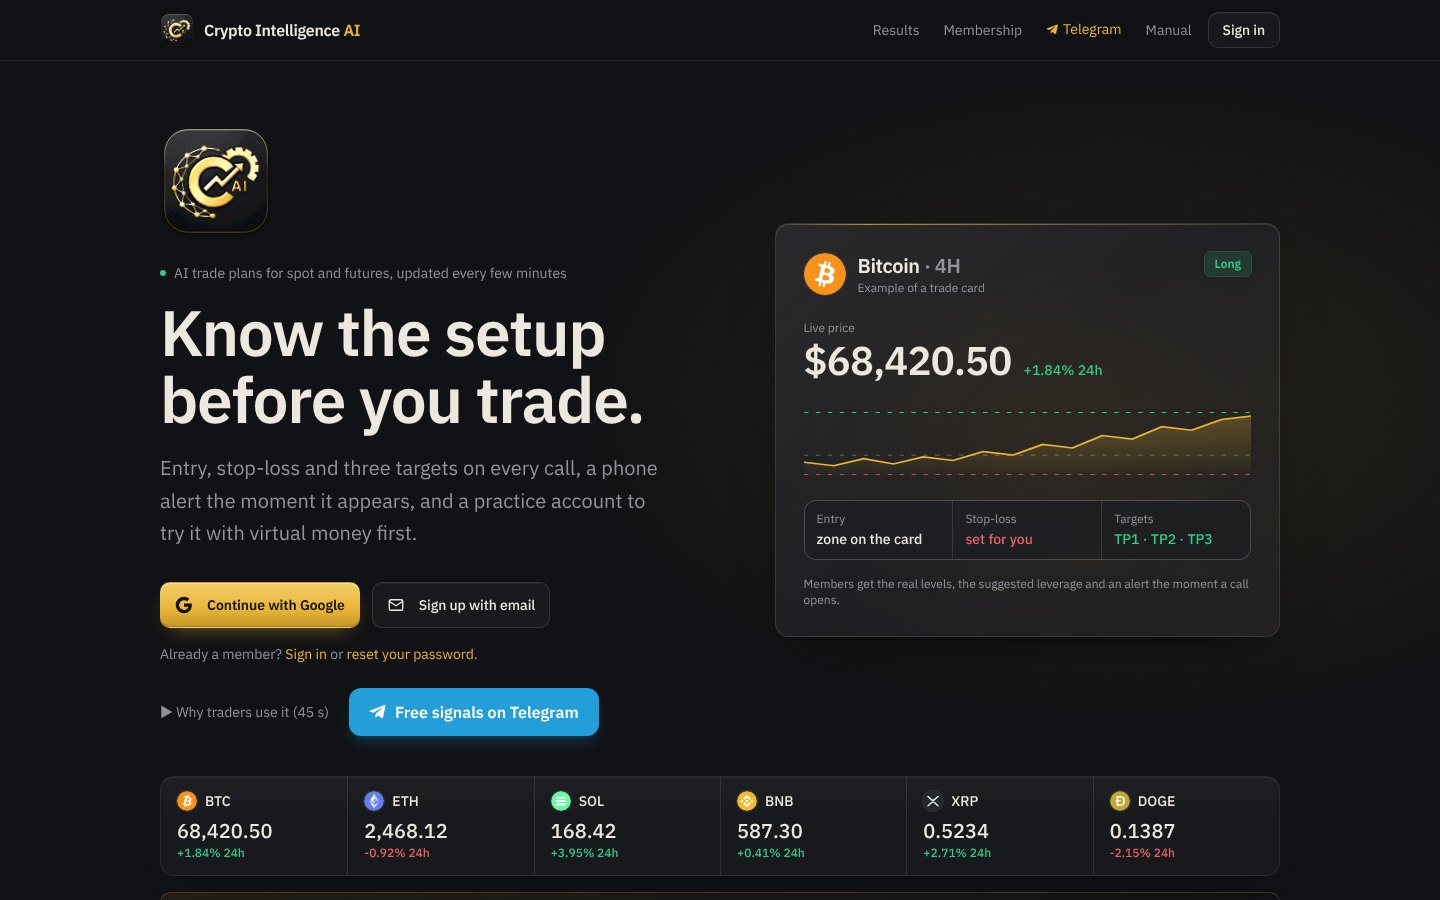 Crypto Intelligence AI
Results
Membership
Telegram
Manual
Sign in
AI
AI trade plans for spot and futures, updated every few minutes
Know the setup
before you trade.
Entry, stop-loss and three targets on every call, a phone
alert the moment it appears, and a practice account to
try it with virtual money first.
Continue with Google
Sign up with email
Already a member? Sign in or reset your password.
Why traders use it (45 s)
Free signals on Telegram
Bitcoin · 4H
Example of a trade card
Long
Live price
$68,420.50 +1.84% 24h
Entry
zone on the card
Stop-loss
set for you
Targets
TP1 · TP2 · TP3
Members get the real levels, the suggested leverage and an alert the moment a call
opens.
BTC
68,420.50
+1.84% 24h
ETH
2,468.12
-0.92% 24h
SOL
168.42
+3.95% 24h
BNB
587.30
+0.41% 24h
XRP
0.5234
+2.71% 24h
DOGE
0.1387
-2.15% 24h